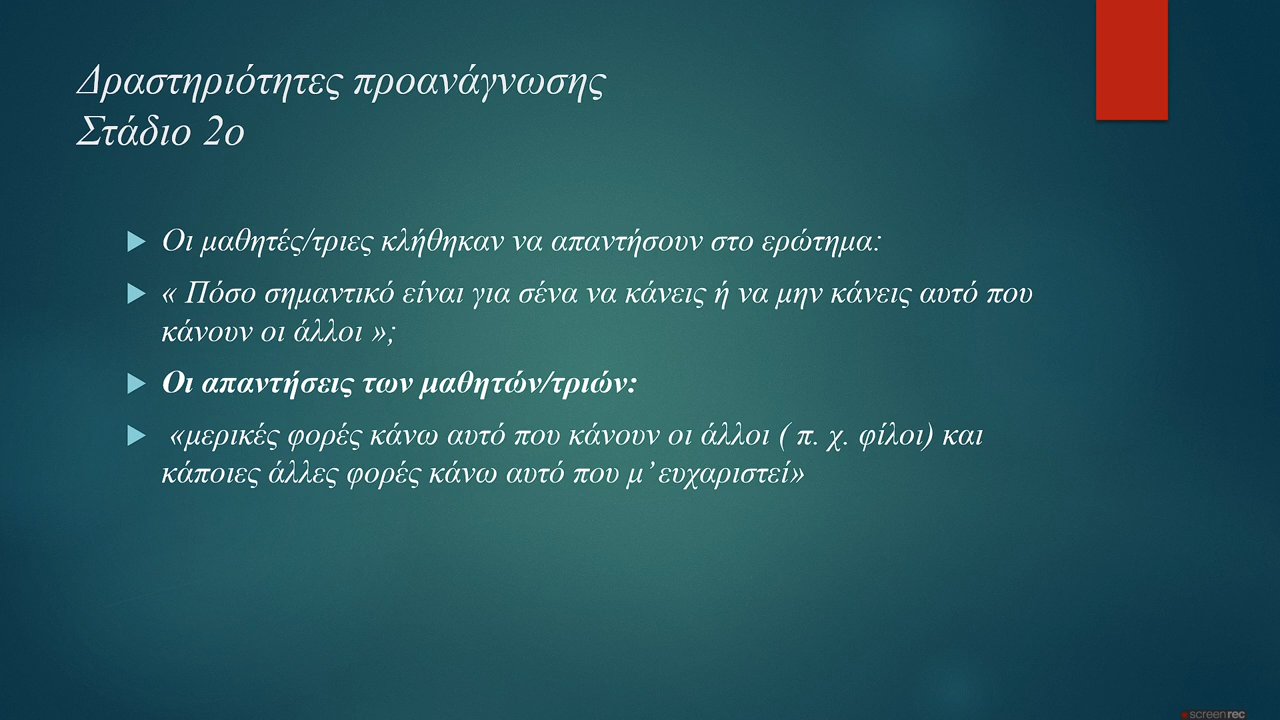 Δραστηριότητες προανάγνωσης
Στάδιο 2ο
Οι μαθητές/τριες κλήθηκαν να απαντήσουν στο ερώτημα:
« Πόσο σημαντικό είναι για σένα να κάνεις ή να μην κάνεις αυτό που
κάνουν οι άλλοι »;
Οι απαντήσεις των μαθητών/τριών:
«μερικές φορές κάνω αυτό που κάνουν οι άλλοι ( π. χ. φίλοι) και
κάποιες άλλες φορές κάνω αυτό που μ’ ευχαριστεί»
screenrec